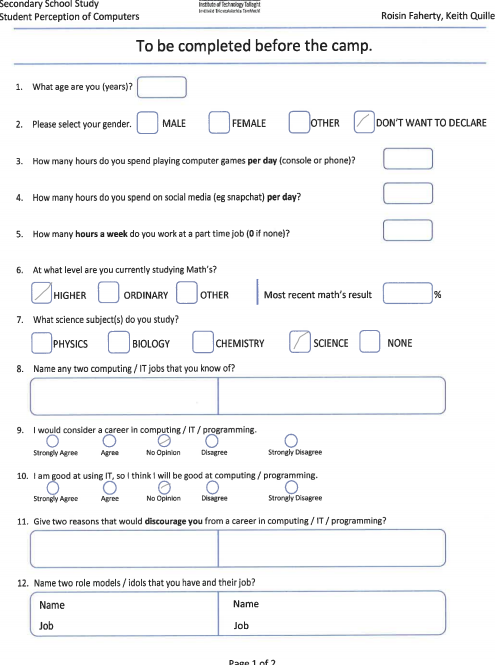 Secondary School Study
Student Perception of Computers
Institute of Technology Tallaght
Roisin Faherty, Keith Quille
To be completed before the camp.
1. What age are you (years)?
2. Please select your gender. MALE FEMALE OTHER DON'T WANT TO DECLARE
3. How many hours do you spend playing computer games per day (console or phone)?
4. How many hours do you spend on social media (eg snapchat) per day?
5. How many hours a week do you work at a part time job (0 if none)?
6. At what level are you currently studying Math's?
HIGHER ORDINARY OTHER Most recent math's result %
7. What science subject(s) do you study?
PHYSICS BIOLOGY CHEMISTRY SCIENCE NONE
8. Name any two computing / IT jobs that you know of?
9. I would consider a career in computing / IT / programming.
Strongly Agree Agree No Opinion Disagree Strongly Disagree
10. I am good at using IT, so I think I will be good at computing / programming.
Strongly Agree Agree No Opinion Disagree Strongly Disagree
11. Give two reasons that would discourage you from a career in computing / IT / programming?
12. Name two role models / idols that you have and their job?
Name Name
Job Job
Page 1 of 2